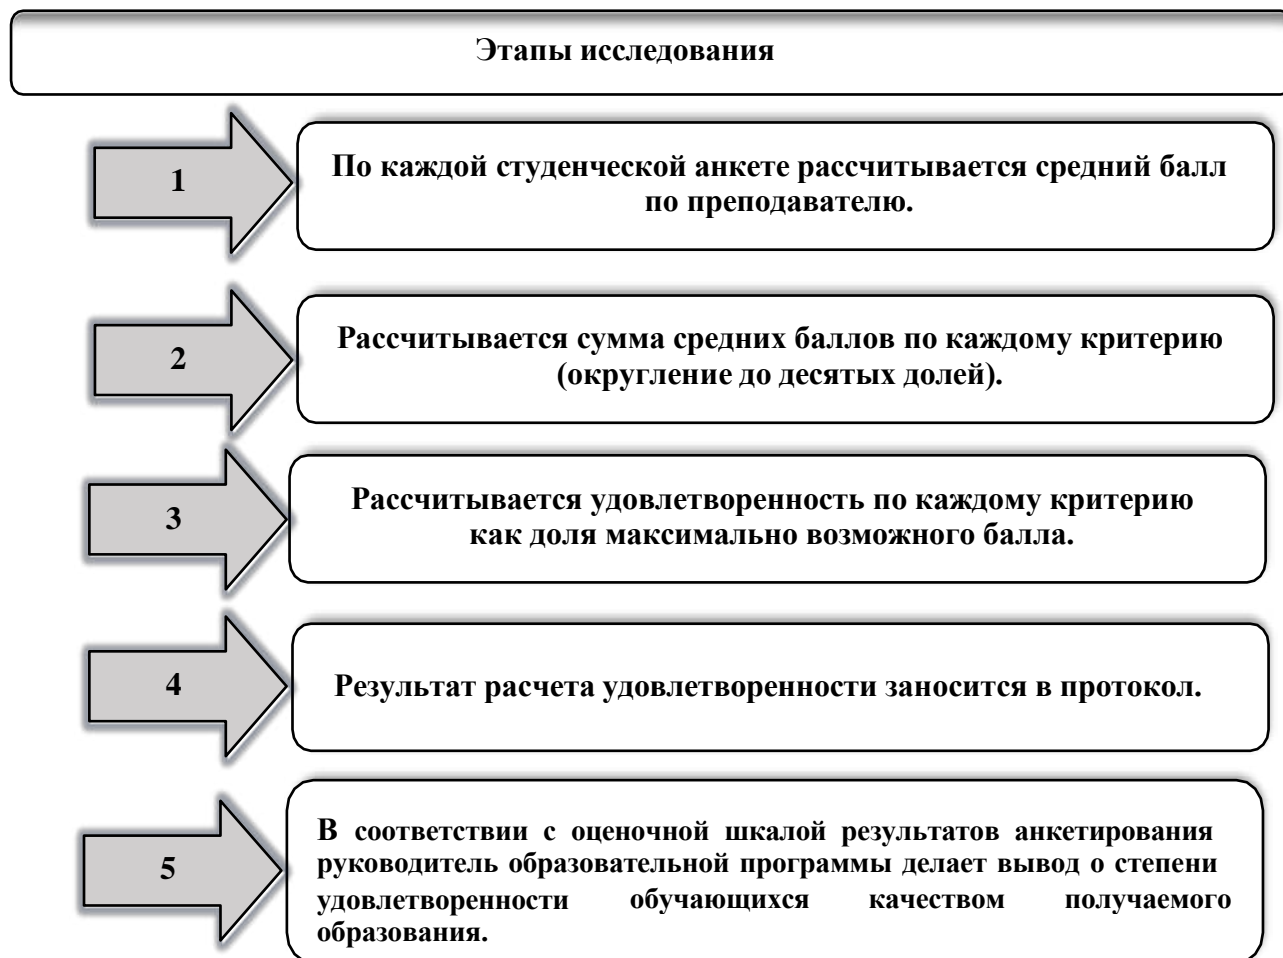 Этапы исследования
1
По каждой студенческой анкете рассчитывается средний балл
по преподавателю.
2
Рассчитывается сумма средних баллов по каждому критерию
(округление до десятых долей).
3
Рассчитывается удовлетворенность по каждому критерию
как доля максимально возможного балла.
4
Результат расчета удовлетворенности заносится в протокол.
5
В соответствии с оценочной шкалой результатов анкетирования
руководитель образовательной программы делает вывод о степени
удовлетворенности обучающихся качеством получаемого
образования.